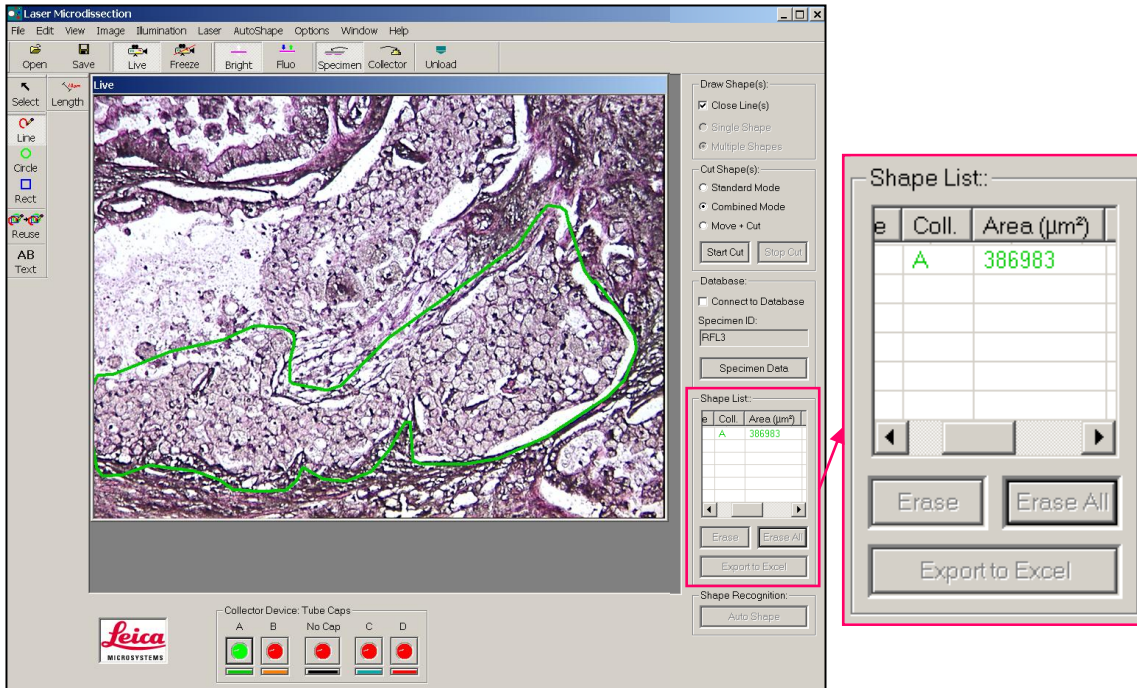 Laser Microdissection
File Edit View Image Illumination Laser AutoShape Options Window Help
Open Save Live Freeze Bright Fluo Specimen Collector Unload
Select Length
Line
Circle
Rect
Reuse
AB
Text
Live
Draw Shape(s):
Close Line(s)
Single Shape
Multiple Shapes
Cut Shape(s):
Standard Mode
Combined Mode
Move + Cut
Start Cut Stop Cut
Database:
Connect to Database
Specimen ID:
RFL3
Specimen Data
Shape List::
e Coll. Area (µm²)
A 386983
Erase Erase All
Export to Excel
Shape Recognition:
Auto Shape
Leica
MICROSYSTEMS
Collector Device: Tube Caps
A B No Cap C D
Shape List::
e Coll. Area (µm²)
A 386983
Erase Erase All
Export to Excel